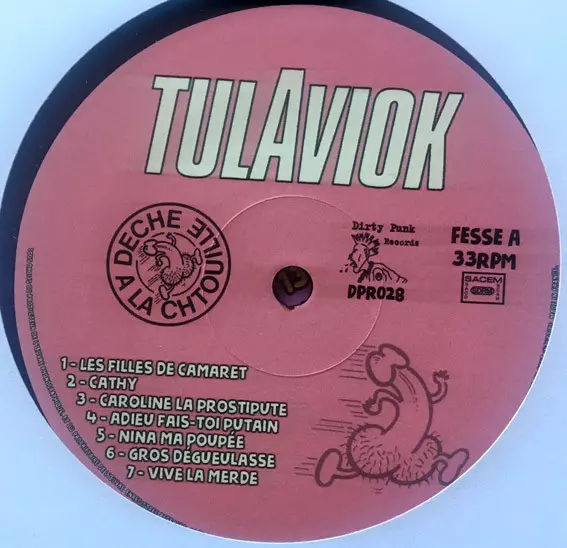 TULAVIOK
DECHE OUILLE
A LA CHTOUILLE
Dirty Punk
Records
DPR028
FESSE A
33RPM
SACEM
SDRM
1 - LES FILLES DE CAMARET
2 - CATHY
3 - CAROLINE LA PROSTIPUTE
4 - ADIEU FAIS-TOI PUTAIN
5 - NINA MA POUPÉE
6 - GROS DÉGUEULASSE
7 - VIVE LA MERDE